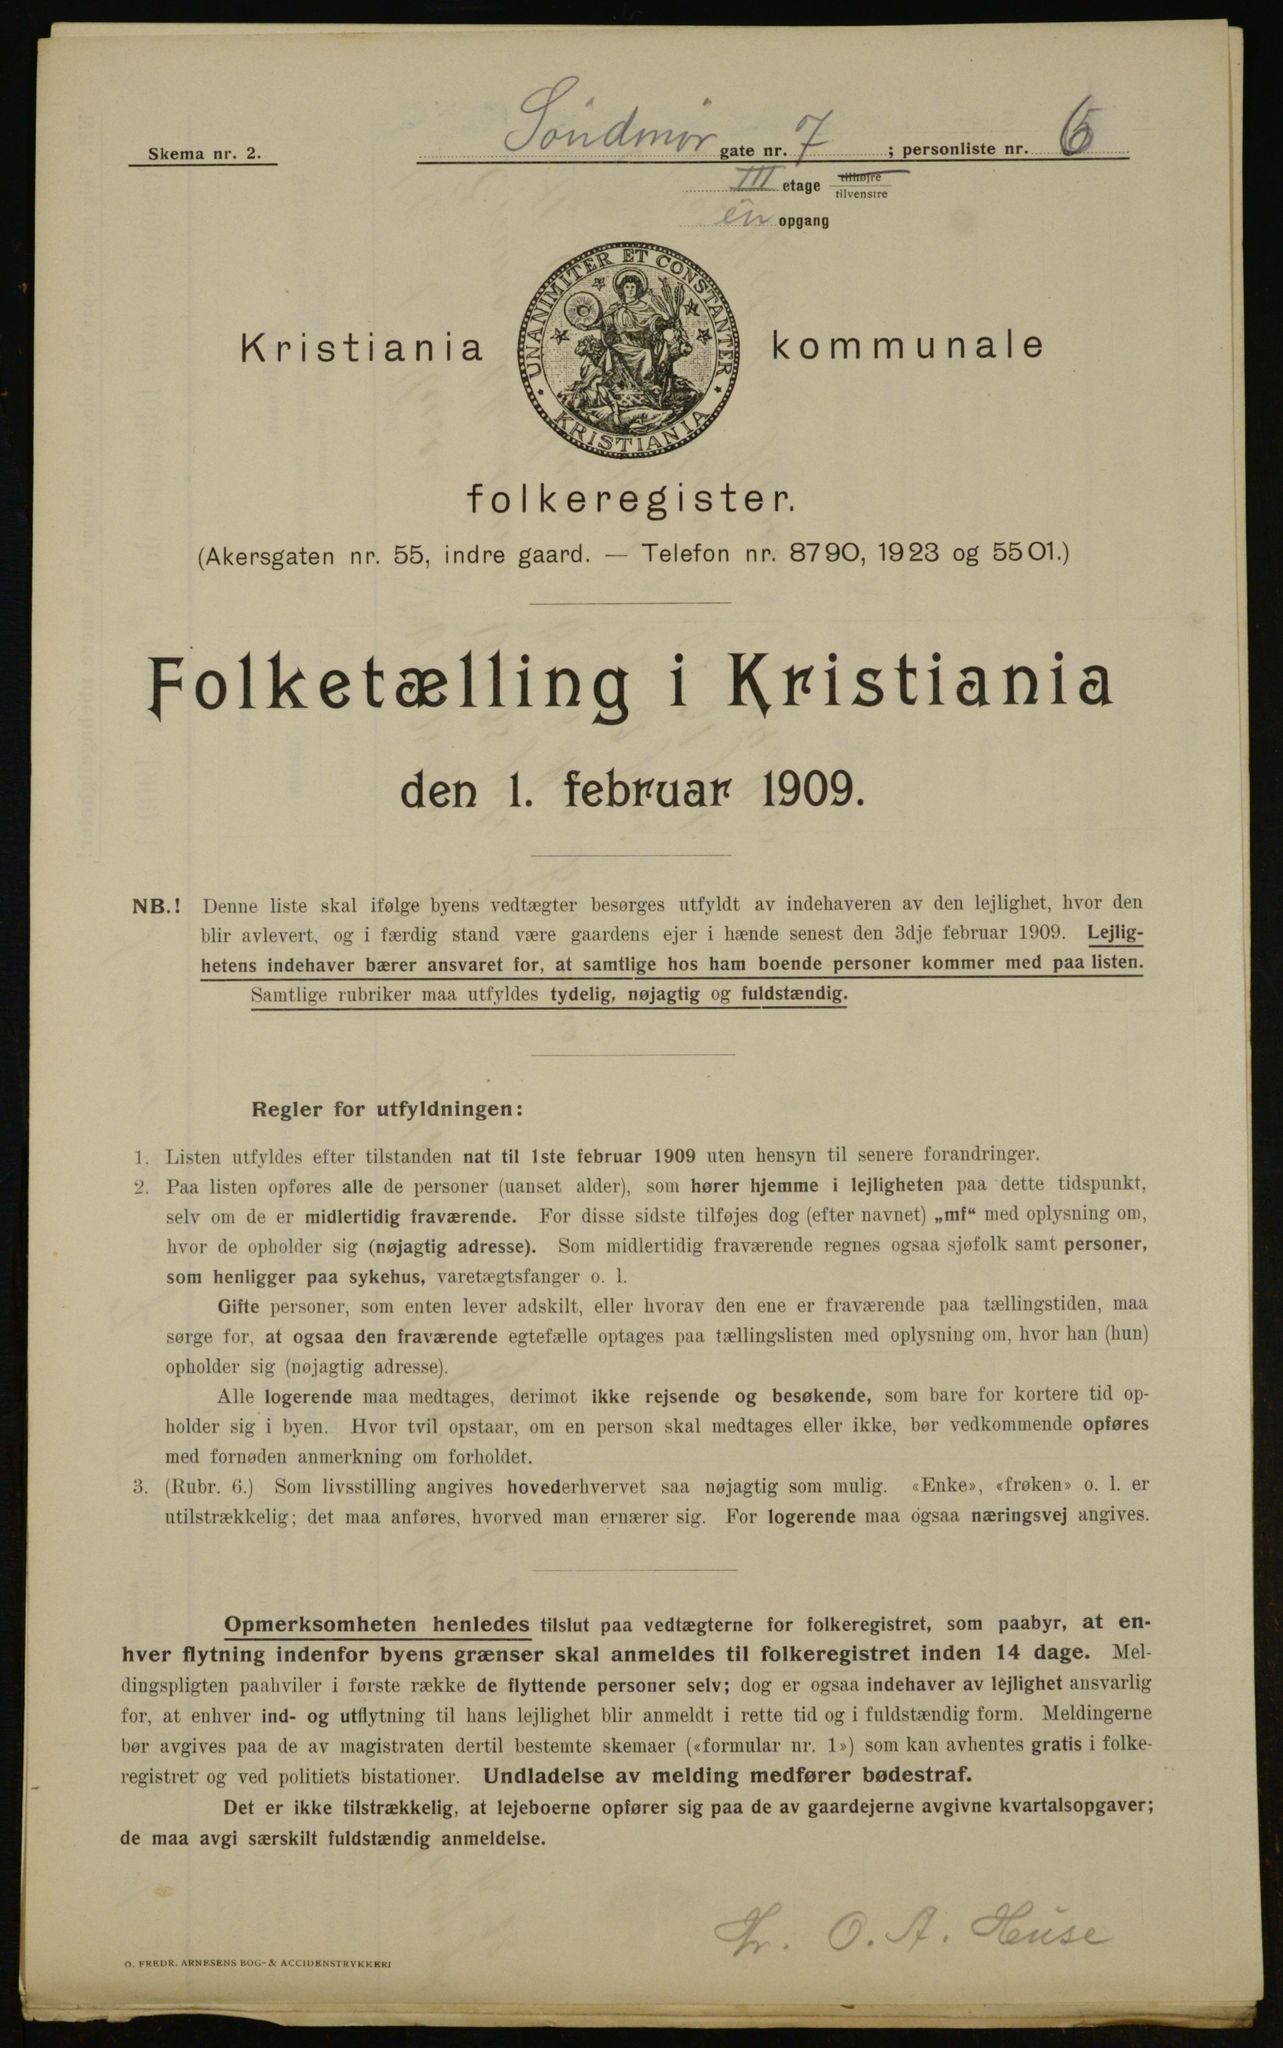 Skema nr. 2.
Söndmör gate nr. 7; personliste nr. 6
III etage tilhøjre
tilvenstre
én opgang
UNANIMITER ET CONSTANTER
KRISTIANIA
Kristiania kommunale
folkeregister.
(Akersgaten nr. 55, indre gaard. — Telefon nr. 8790, 1923 og 5501.)
Folketælling i Kristiania
den 1. februar 1909.
NB.! Denne liste skal ifølge byens vedtægter besørges utfyldt av indehaveren av den lejlighet, hvor den
blir avlevert, og i færdig stand være gaardens ejer i hænde senest den 3dje februar 1909. Lejlig-
hetens indehaver bærer ansvaret for, at samtlige hos ham boende personer kommer med paa listen.
Samtlige rubriker maa utfyldes tydelig, nøjagtig og fuldstændig.
Regler for utfyldningen:
1. Listen utfyldes efter tilstanden nat til 1ste februar 1909 uten hensyn til senere forandringer.
2. Paa listen opføres alle de personer (uanset alder), som hører hjemme i lejligheten paa dette tidspunkt,
selv om de er midlertidig fraværende. For disse sidste tilføjes dog (efter navnet) „mf“ med oplysning om,
hvor de opholder sig (nøjagtig adresse). Som midlertidig fraværende regnes ogsaa sjøfolk samt personer,
som henligger paa sykehus, varetægtsfanger o. l.
Gifte personer, som enten lever adskilt, eller hvorav den ene er fraværende paa tællingstiden, maa
sørge for, at ogsaa den fraværende egtefælle optages paa tællingslisten med oplysning om, hvor han (hun)
opholder sig (nøjagtig adresse).
Alle logerende maa medtages, derimot ikke rejsende og besøkende, som bare for kortere tid op-
holder sig i byen. Hvor tvil opstaar, om en person skal medtages eller ikke, bør vedkommende opføres
med fornøden anmerkning om forholdet.
3. (Rubr. 6.) Som livsstilling angives hovederhvervet saa nøjagtig som mulig. «Enke», «frøken» o. l. er
utilstrækkelig; det maa anføres, hvorved man ernærer sig. For logerende maa ogsaa næringsvej angives.
Opmerksomheten henledes tilslut paa vedtægterne for folkeregistret, som paabyr, at en-
hver flytning indenfor byens grænser skal anmeldes til folkeregistret inden 14 dage. Mel-
dingspligten paahviler i første række de flyttende personer selv; dog er ogsaa indehaver av lejlighet ansvarlig
for, at enhver ind- og utflytning til hans lejlighet blir anmeldt i rette tid og i fuldstændig form. Meldingerne
bør avgives paa de av magistraten dertil bestemte skemaer («formular nr. 1») som kan avhentes gratis i folke-
registret og ved politiets bistationer. Undladelse av melding medfører bødestraf.
Det er ikke tilstrækkelig, at lejeboerne opfører sig paa de av gaardejerne avgivne kvartalsopgaver;
de maa avgi særskilt fuldstændig anmeldelse.
Hr. O. A. Heuse
O. FREDR. ARNESENS BOG- & ACCIDENSTRYKKERI